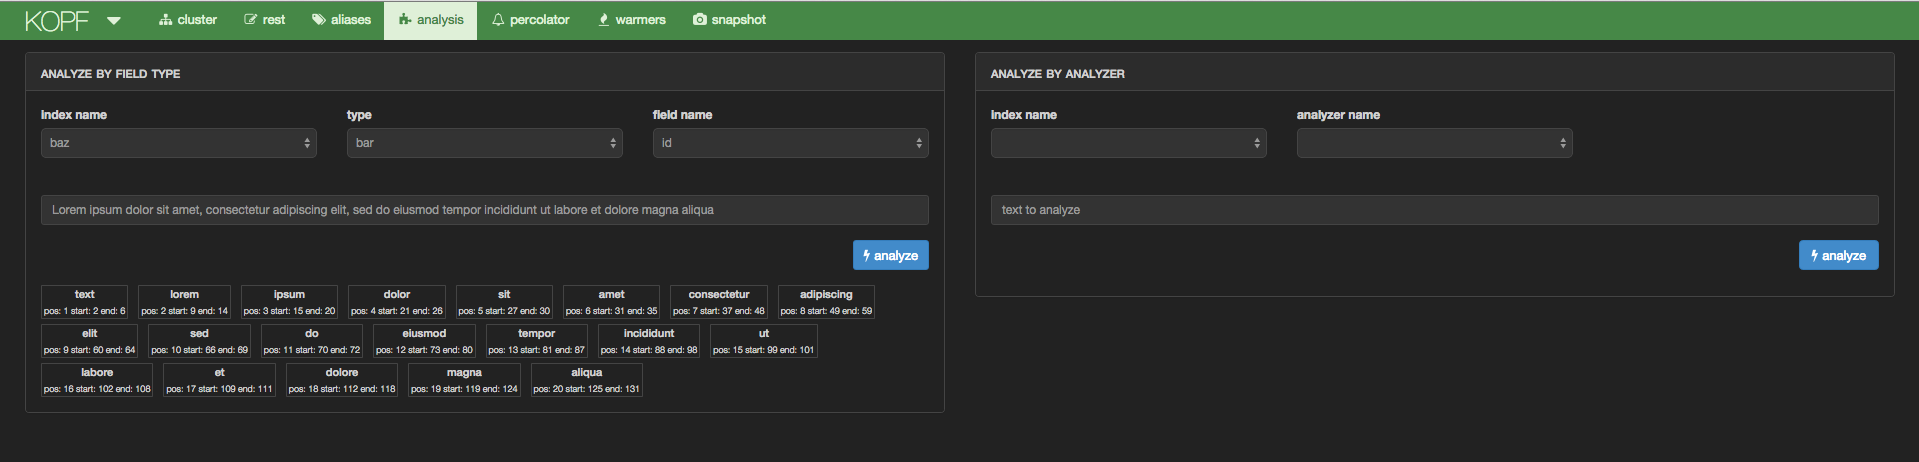 KOPF cluster rest aliases analysis percolator warmers snapshot
ANALYZE BY FIELD TYPE
index name type field name
baz bar id
Lorem ipsum dolor sit amet, consectetur adipiscing elit, sed do eiusmod tempor incididunt ut labore et dolore magna aliqua
analyze
text lorem ipsum dolor sit amet consectetur adipiscing
pos: 1 start: 2 end: 6 pos: 2 start: 9 end: 14 pos: 3 start: 15 end: 20 pos: 4 start: 21 end: 26 pos: 5 start: 27 end: 30 pos: 6 start: 31 end: 35 pos: 7 start: 37 end: 48 pos: 8 start: 49 end: 59
elit sed do eiusmod tempor incididunt ut
pos: 9 start: 60 end: 64 pos: 10 start: 66 end: 69 pos: 11 start: 70 end: 72 pos: 12 start: 73 end: 80 pos: 13 start: 81 end: 87 pos: 14 start: 88 end: 98 pos: 15 start: 99 end: 101
labore et dolore magna aliqua
pos: 16 start: 102 end: 108 pos: 17 start: 109 end: 111 pos: 18 start: 112 end: 118 pos: 19 start: 119 end: 124 pos: 20 start: 125 end: 131
ANALYZE BY ANALYZER
index name analyzer name
text to analyze
analyze